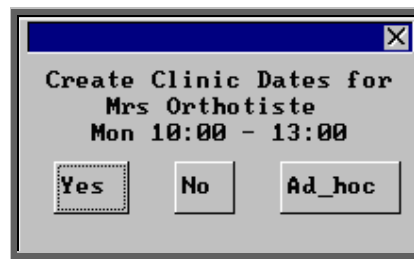 Create Clinic Dates for
Mrs Orthotiste
Mon 10:00 - 13:00
Yes No Ad_hoc